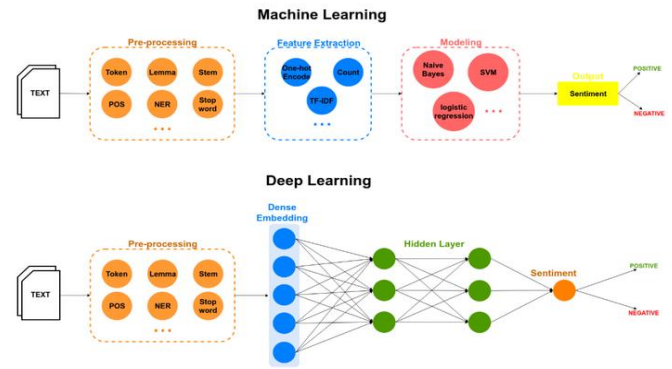 Machine Learning
Pre-processing
Feature Extraction
Modeling
Output
TEXT
Token
Lemma
Stem
POS
NER
Stop
word
...
One-hot
Encode
Count
TF-IDF
...
Naive
Bayes
SVM
logistic
regression
...
Sentiment
POSITIVE
NEGATIVE
Deep Learning
Dense
Embedding
Pre-processing
Hidden Layer
Sentiment
TEXT
Token
Lemma
Stem
POS
NER
Stop
word
...
POSITIVE
NEGATIVE